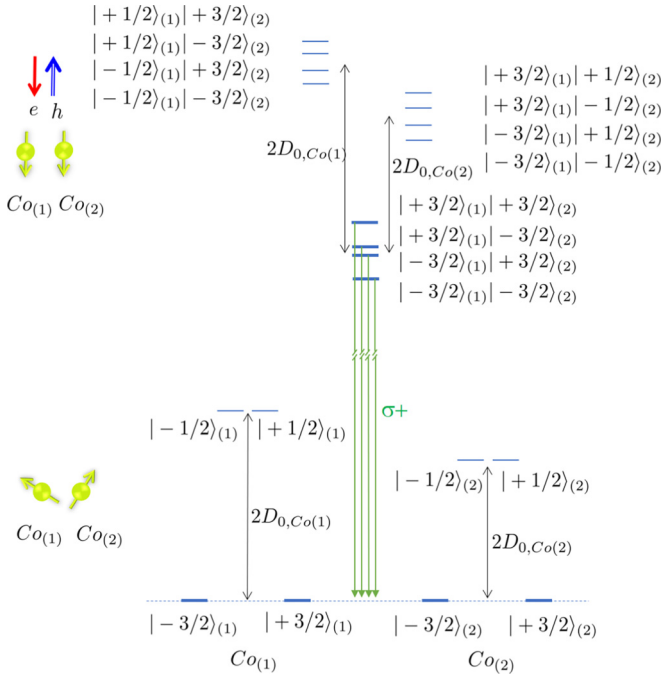 |+1/2⟩(1)|+3/2⟩(2)
|+1/2⟩(1)|−3/2⟩(2)
|−1/2⟩(1)|+3/2⟩(2)
|−1/2⟩(1)|−3/2⟩(2)
e h
Co(1) Co(2)
2D0,Co(1)
|+3/2⟩(1)|+1/2⟩(2)
|+3/2⟩(1)|−1/2⟩(2)
|−3/2⟩(1)|+1/2⟩(2)
|−3/2⟩(1)|−1/2⟩(2)
2D0,Co(2)
|+3/2⟩(1)|+3/2⟩(2)
|+3/2⟩(1)|−3/2⟩(2)
|−3/2⟩(1)|+3/2⟩(2)
|−3/2⟩(1)|−3/2⟩(2)
σ+
|−1/2⟩(1) |+1/2⟩(1)
|−1/2⟩(2) |+1/2⟩(2)
Co(1) Co(2)
2D0,Co(1)
2D0,Co(2)
|−3/2⟩(1) |+3/2⟩(1) |−3/2⟩(2) |+3/2⟩(2)
Co(1) Co(2)